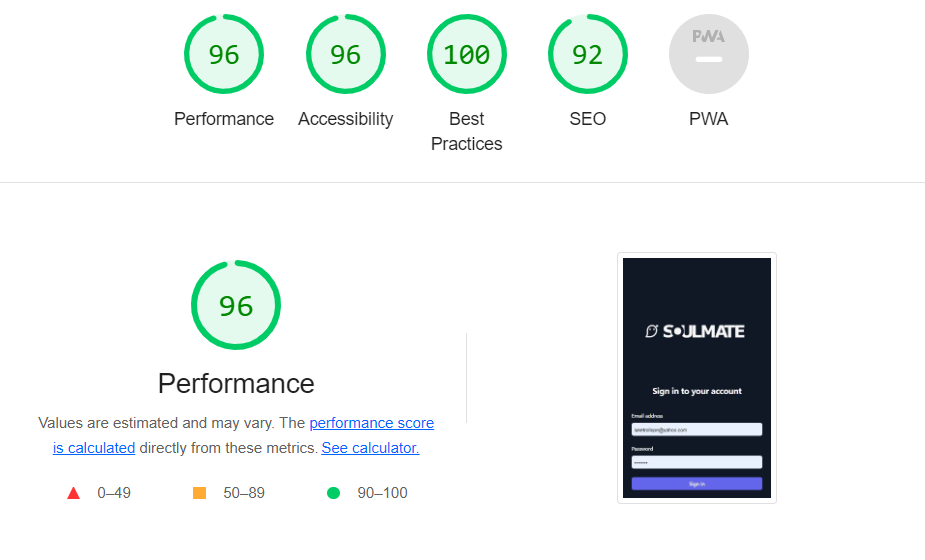 96
96
100
92
PWA
Performance
Accessibility
Best
Practices
SEO
PWA
96
Performance
Values are estimated and may vary. The performance score
is calculated directly from these metrics. See calculator.
0–49
50–89
90–100
SOULMATE
Sign in to your account
Email address
Password
Sign in